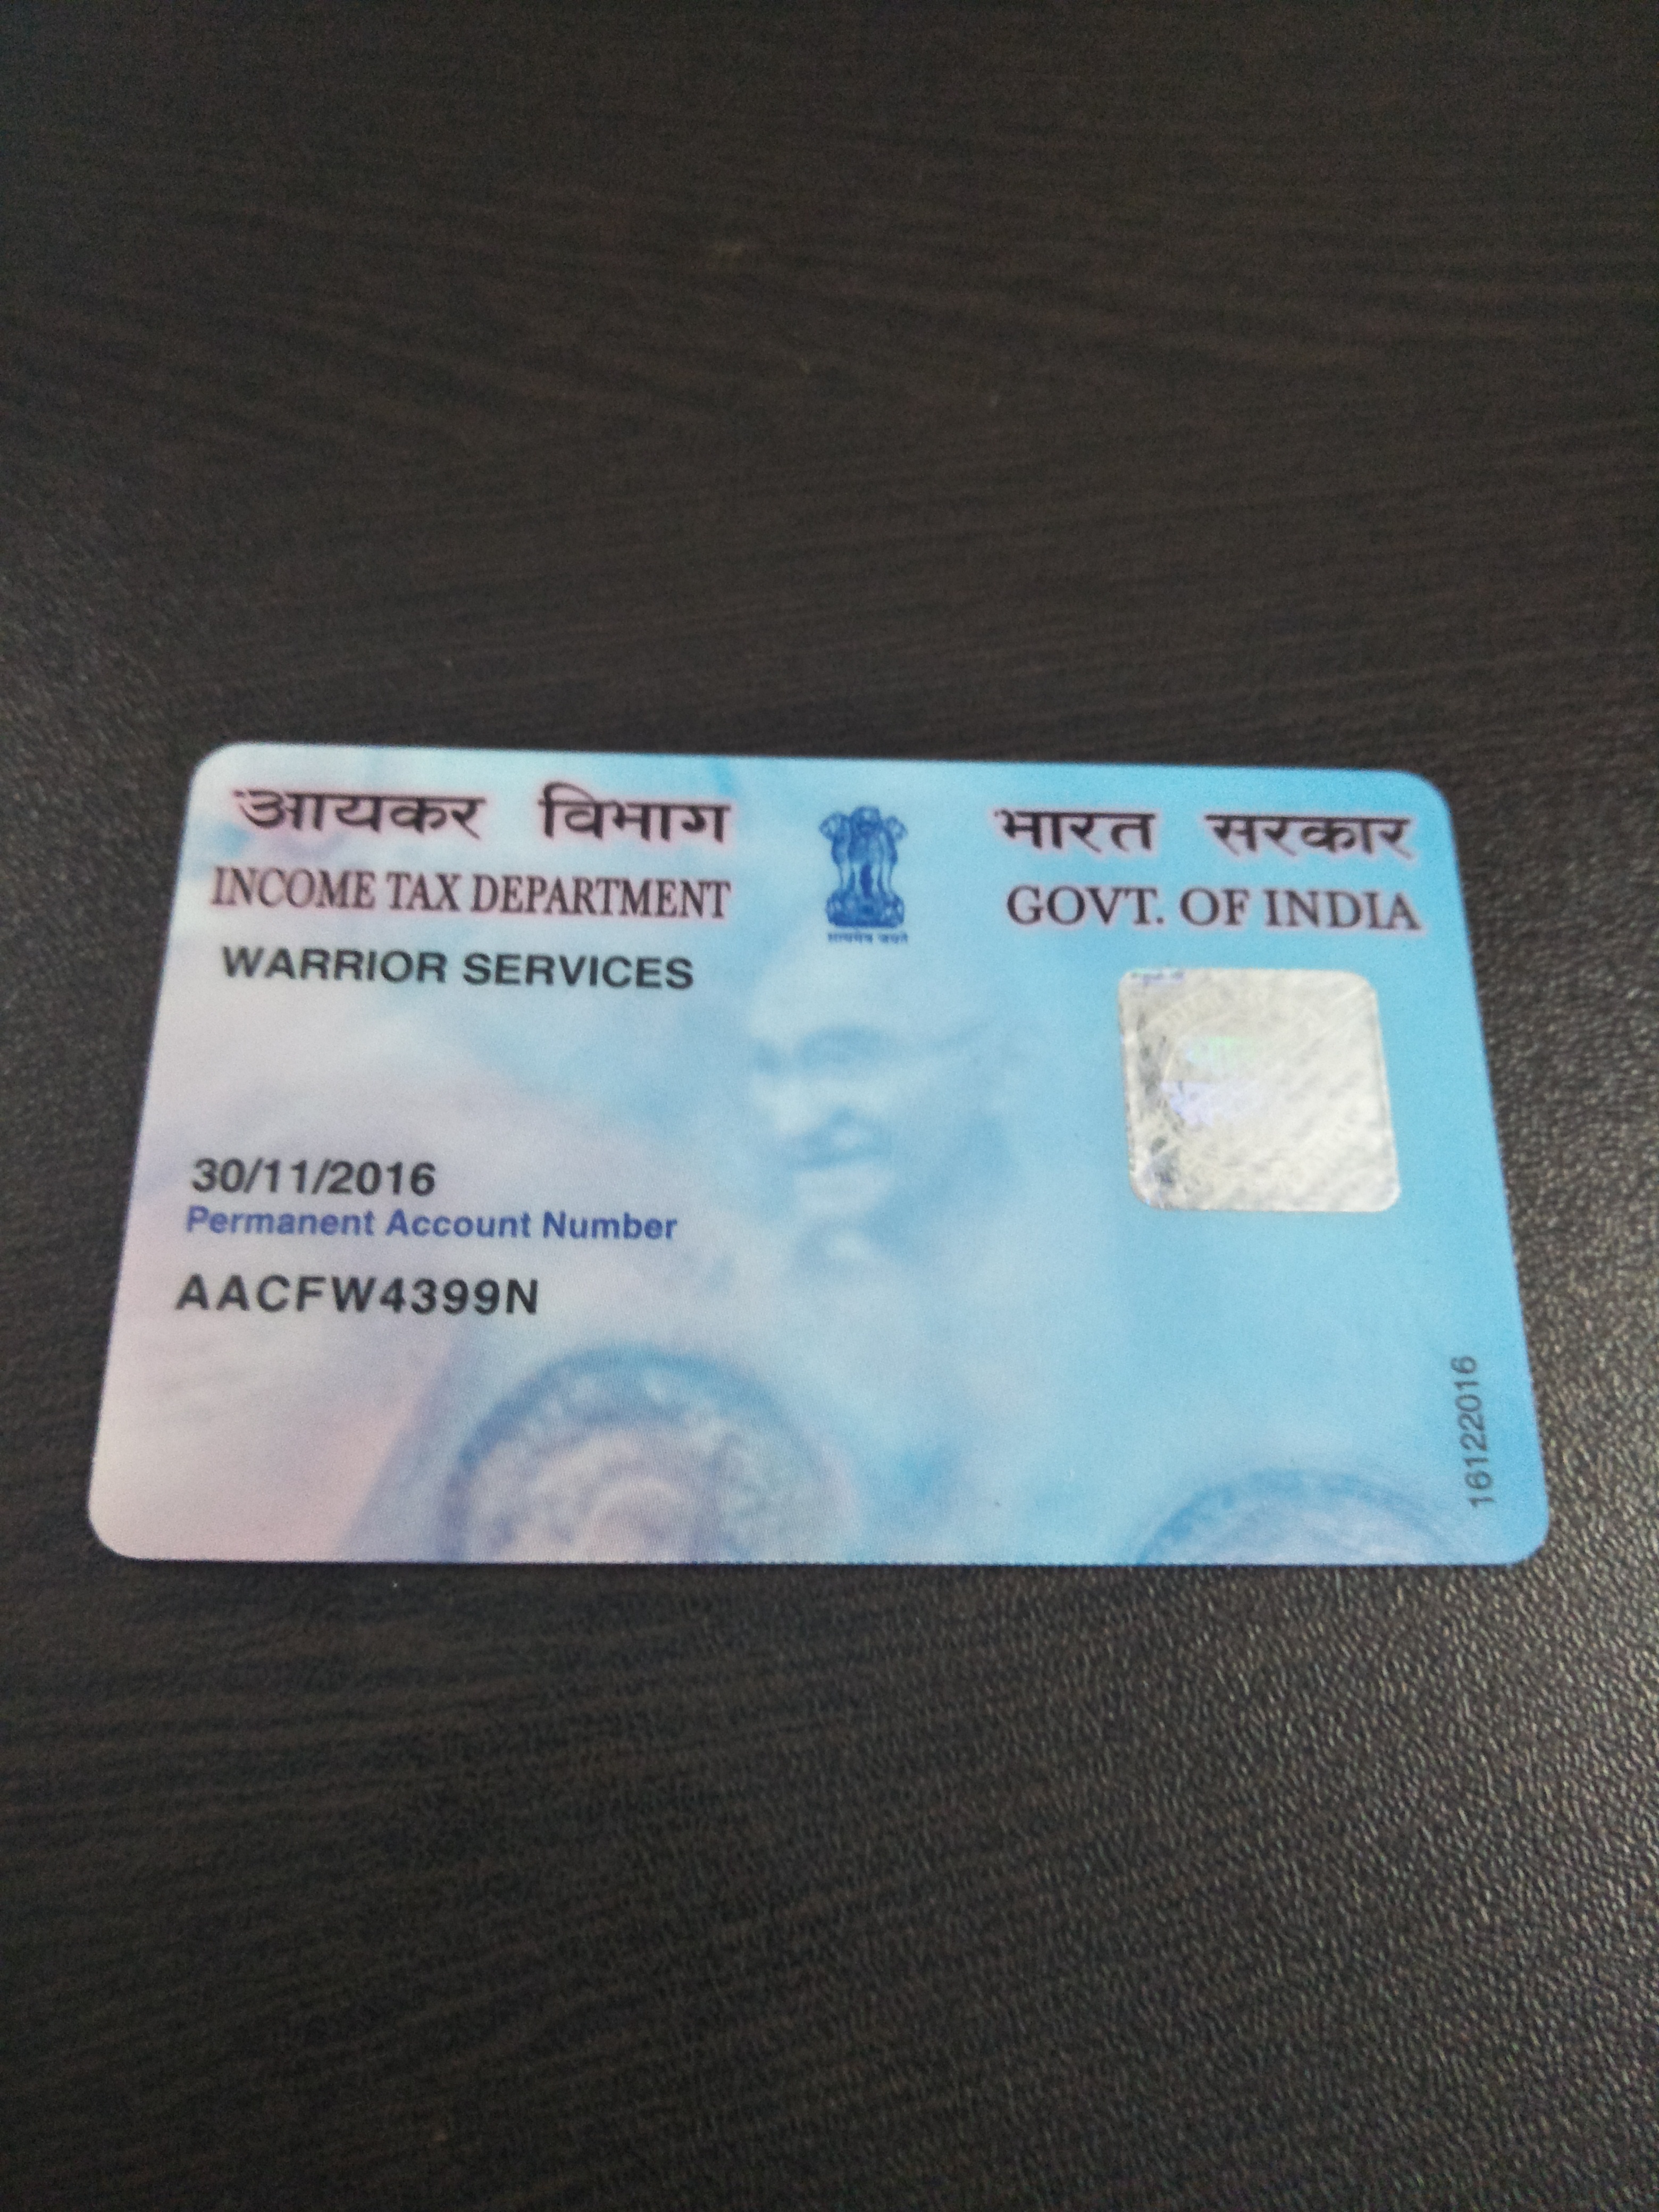 आयकर विभाग
INCOME TAX DEPARTMENT
भारत सरकार
GOVT. OF INDIA
सत्यमेव जयते
WARRIOR SERVICES
30/11/2016
Permanent Account Number
AACFW4399N
16122016